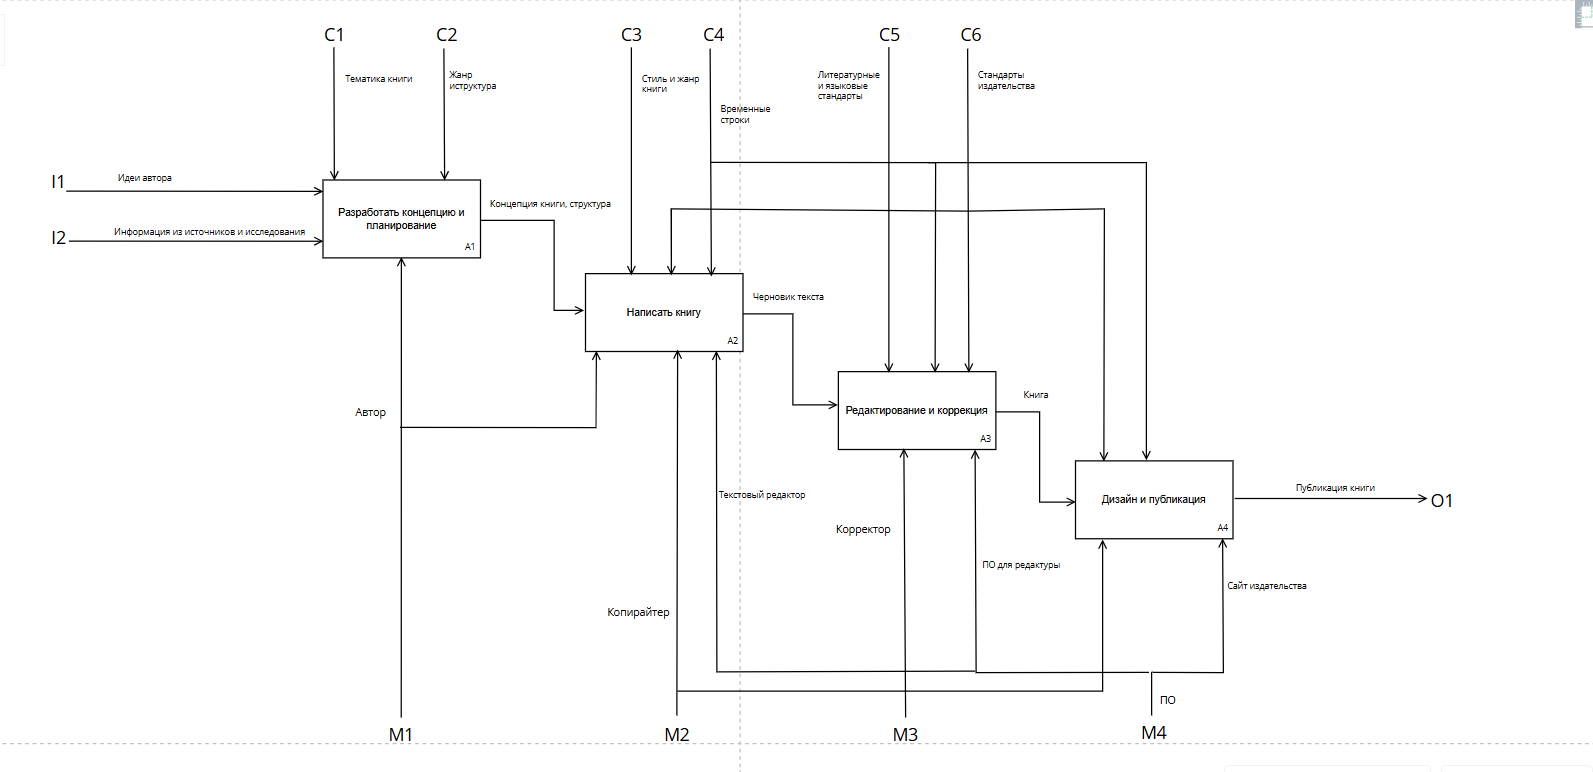 C1
C2
C3
C4
C5
C6
Тематика книги
Жанр
иструктура
Стиль и жанр
книги
Временные
строки
Литературные
и языковые
стандарты
Стандарты
издательства
I1
Идеи автора
I2
Информация из источников и исследования
Разработать концепцию и
планирование
A1
Концепция книги, структура
Написать книгу
A2
Черновик текста
Редактирование и коррекция
A3
Книга
Дизайн и публикация
A4
Публикация книги
O1
Автор
Текстовый редактор
Корректор
ПО для редактуры
Сайт издательства
Копирайтер
ПО
M1
M2
M3
M4